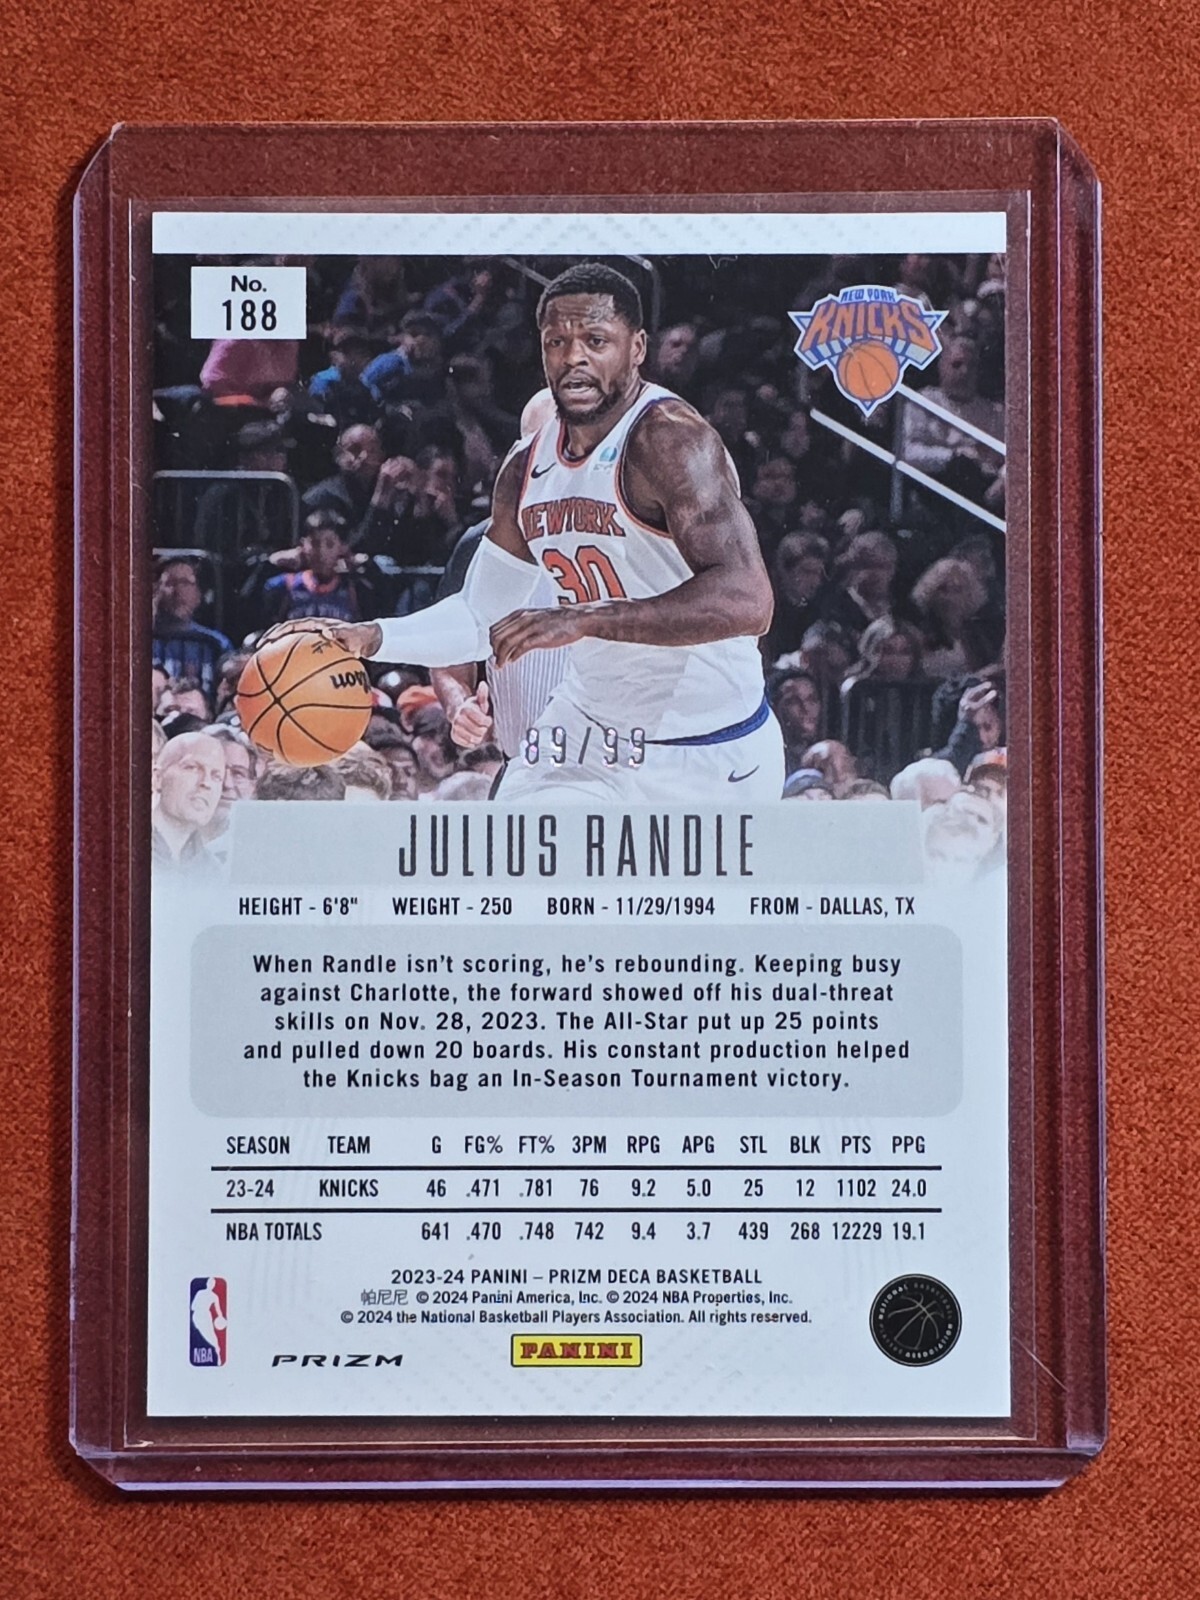 No.
188
NEW YORK
KNICKS
NEW YORK
30
89/99
JULIUS RANDLE
HEIGHT - 6'8" WEIGHT - 250 BORN - 11/29/1994 FROM - DALLAS, TX
When Randle isn't scoring, he's rebounding. Keeping busy
against Charlotte, the forward showed off his dual-threat
skills on Nov. 28, 2023. The All-Star put up 25 points
and pulled down 20 boards. His constant production helped
the Knicks bag an In-Season Tournament victory.
SEASON TEAM G FG% FT% 3PM RPG APG STL BLK PTS PPG
23-24 KNICKS 46 .471 .781 76 9.2 5.0 25 12 1102 24.0
NBA TOTALS 641 .470 .748 742 9.4 3.7 439 268 12229 19.1
2023-24 PANINI – PRIZM DECA BASKETBALL
帕尼尼 © 2024 Panini America, Inc. © 2024 NBA Properties, Inc.
© 2024 the National Basketball Players Association. All rights reserved.
NBA
PRIZM
PANINI
NATIONAL BASKETBALL PLAYERS ASSOCIATION